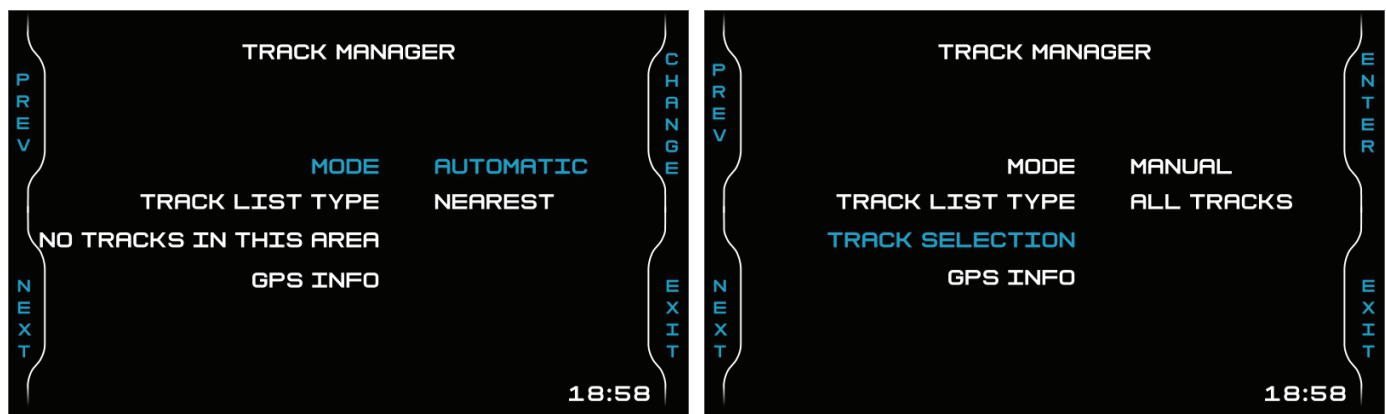 TRACK MANAGER
PREV
CHANGE
MODE AUTOMATIC
TRACK LIST TYPE NEAREST
NO TRACKS IN THIS AREA
GPS INFO
NEXT
EXIT
18:58
TRACK MANAGER
PREV
ENTER
MODE MANUAL
TRACK LIST TYPE ALL TRACKS
TRACK SELECTION
GPS INFO
NEXT
EXIT
18:58